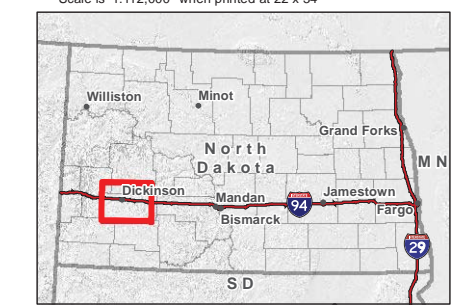 Scale is 1:112,000 when printed at 22 x 34
Williston
Minot
Grand Forks
North
Dakota
MN
Dickinson
Mandan
94
Jamestown
Fargo
Bismarck
29
SD